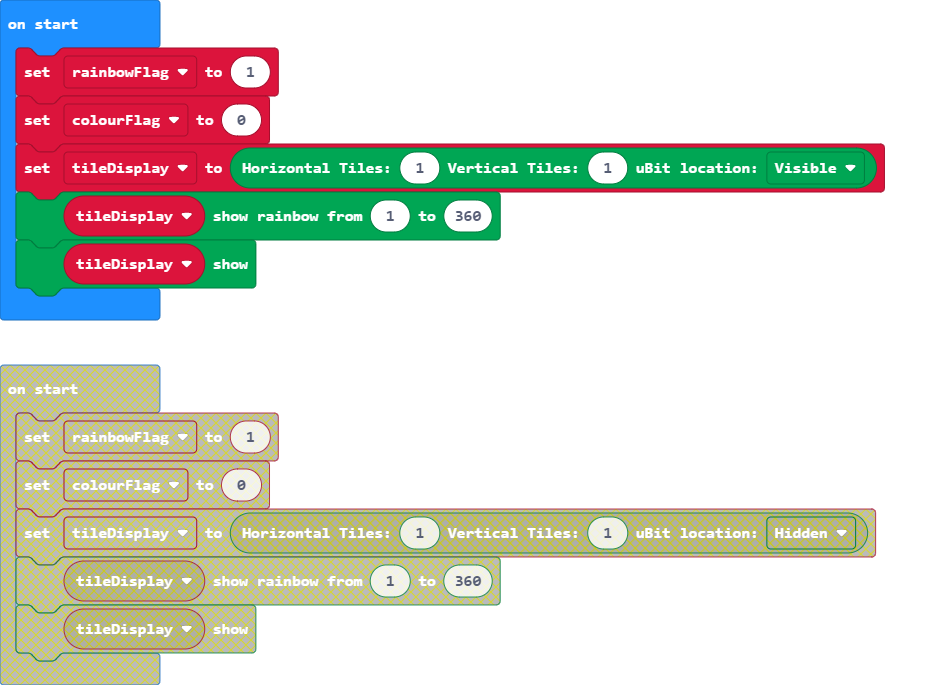 on start
set rainbowFlag to 1
set colourFlag to 0
set tileDisplay to Horizontal Tiles: 1 Vertical Tiles: 1 uBit location: Visible
tileDisplay show rainbow from 1 to 360
tileDisplay show
on start
set rainbowFlag to 1
set colourFlag to 0
set tileDisplay to Horizontal Tiles: 1 Vertical Tiles: 1 uBit location: Hidden
tileDisplay show rainbow from 1 to 360
tileDisplay show